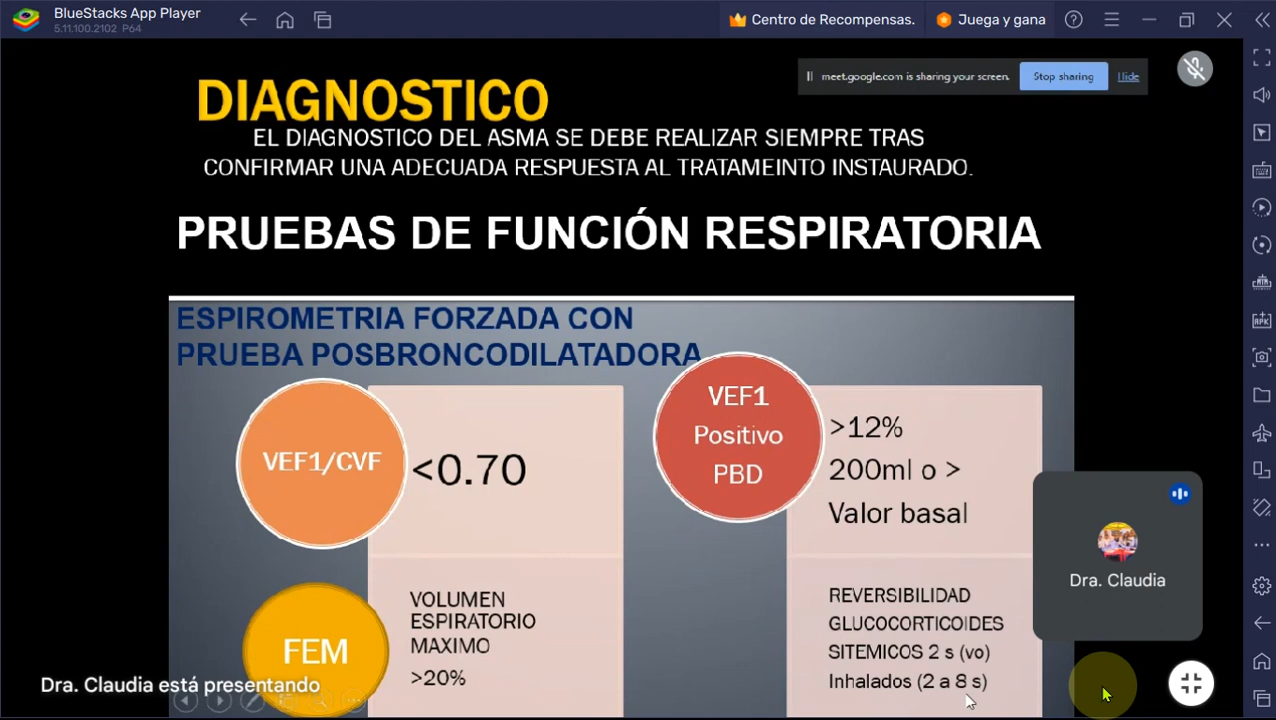 BlueStacks App Player
5.11.100.2102 P64
Centro de Recompensas.
Juega y gana
meet.google.com is sharing your screen.
Stop sharing
Hide
DIAGNOSTICO
EL DIAGNOSTICO DEL ASMA SE DEBE REALIZAR SIEMPRE TRAS
CONFIRMAR UNA ADECUADA RESPUESTA AL TRATAMEINTO INSTAURADO.
PRUEBAS DE FUNCIÓN RESPIRATORIA
ESPIROMETRIA FORZADA CON
PRUEBA POSBRONCODILATADORA
VEF1/CVF
<0.70
VEF1
Positivo
PBD
>12%
200ml o >
Valor basal
FEM
VOLUMEN
ESPIRATORIO
MAXIMO
>20%
REVERSIBILIDAD
GLUCOCORTICOIDES
SITEMICOS 2 s (vo)
Inhalados (2 a 8 s)
Dra. Claudia
Dra. Claudia está presentando